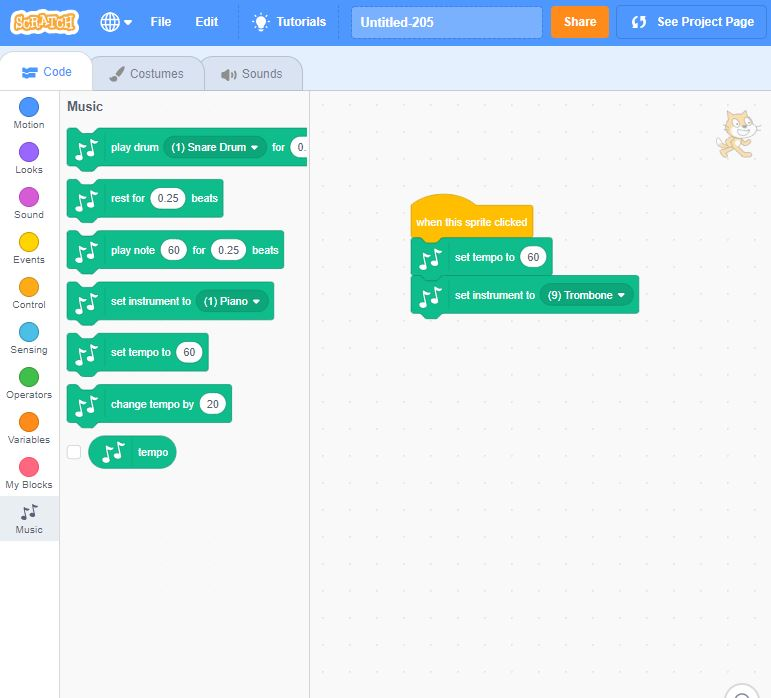 SCRATCH File Edit Tutorials Untitled-205 Share See Project Page
Code Costumes Sounds
Motion
Looks
Sound
Events
Control
Sensing
Operators
Variables
My Blocks
Music
Music
play drum (1) Snare Drum for 0.
rest for 0.25 beats
play note 60 for 0.25 beats
set instrument to (1) Piano
set tempo to 60
change tempo by 20
tempo
when this sprite clicked
set tempo to 60
set instrument to (9) Trombone